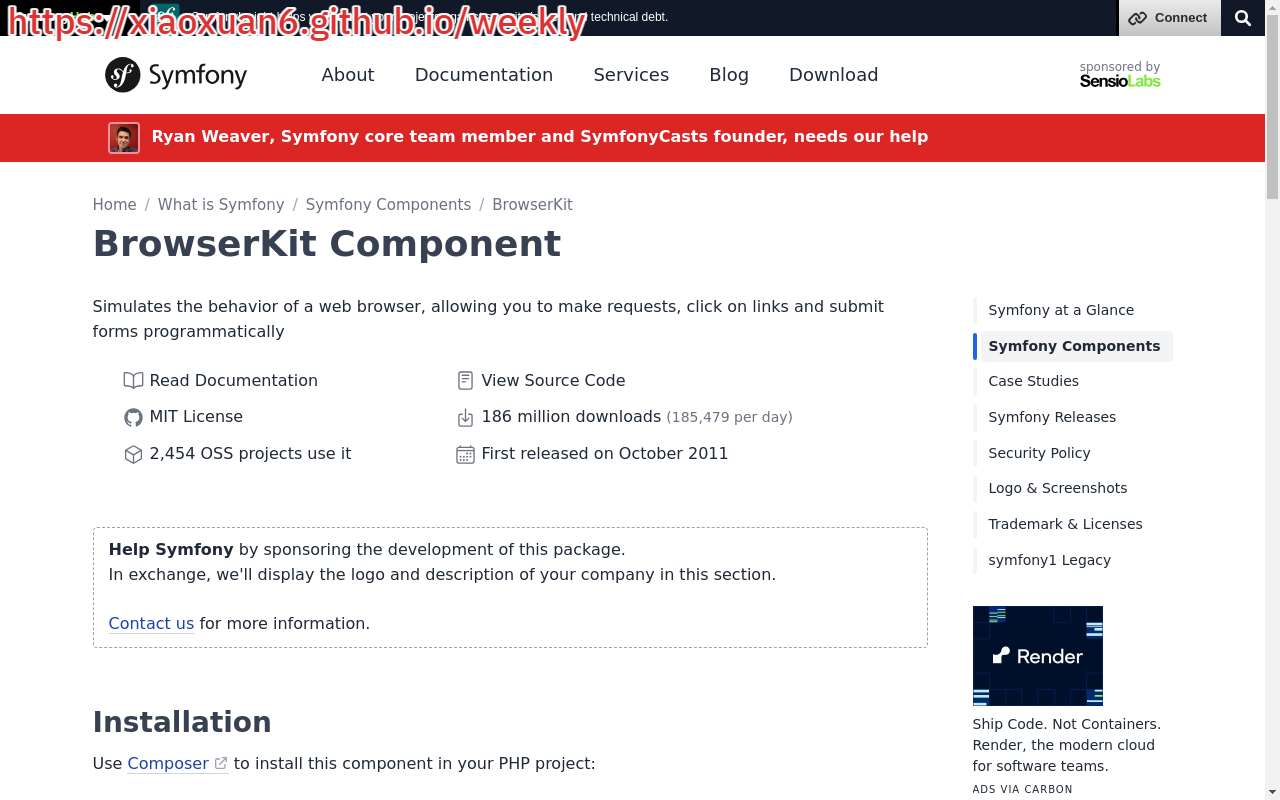 https://xiaoxuan6.github.io/weekly
technical debt.
Connect
Symfony
About
Documentation
Services
Blog
Download
sponsored by
SensioLabs
Ryan Weaver, Symfony core team member and SymfonyCasts founder, needs our help
Home / What is Symfony / Symfony Components / BrowserKit
BrowserKit Component
Simulates the behavior of a web browser, allowing you to make requests, click on links and submit
forms programmatically
Read Documentation
View Source Code
MIT License
186 million downloads (185,479 per day)
2,454 OSS projects use it
First released on October 2011
Help Symfony by sponsoring the development of this package.
In exchange, we'll display the logo and description of your company in this section.
Contact us for more information.
Installation
Use Composer to install this component in your PHP project:
Symfony at a Glance
Symfony Components
Case Studies
Symfony Releases
Security Policy
Logo & Screenshots
Trademark & Licenses
symfony1 Legacy
Render
Ship Code. Not Containers.
Render, the modern cloud
for software teams.
ADS VIA CARBON